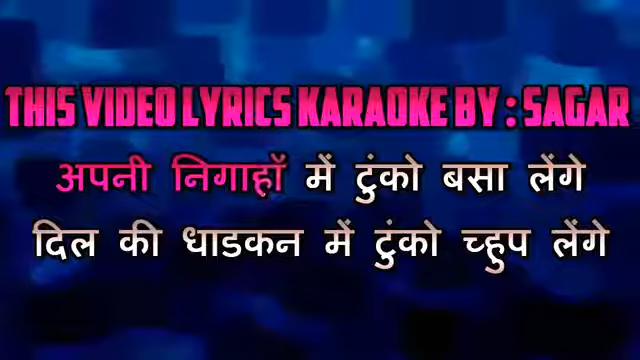 THIS VIDEO LYRICS KARAOKE BY : SAGAR
अपनी निगाहॉ में टुंको बसा लेंगे
दिल की धाडकन में टुंको च्हुप लेंगे